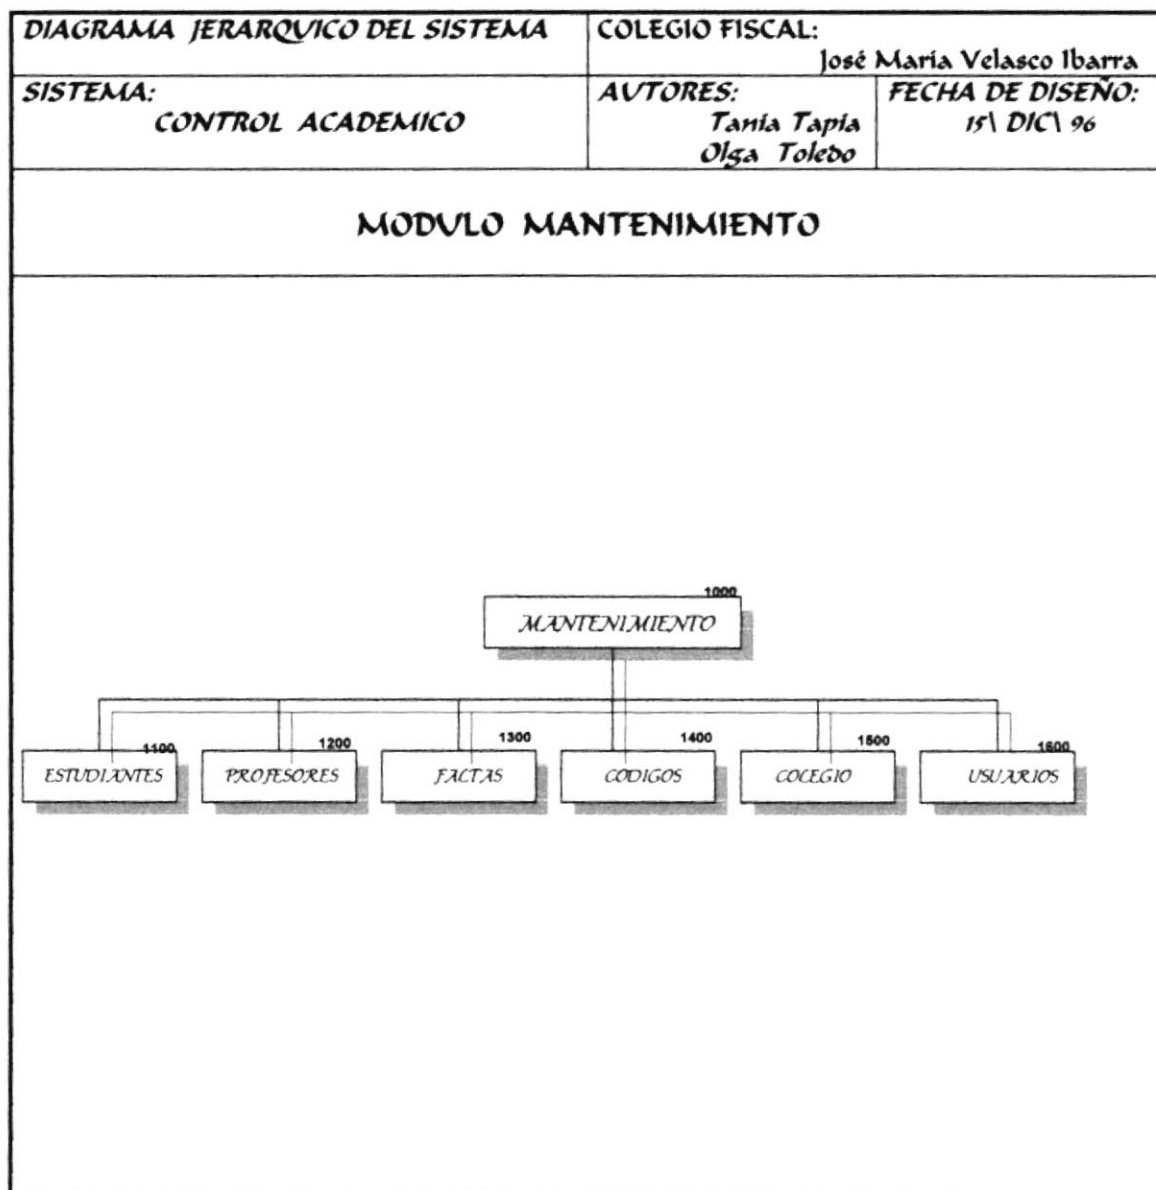 DIAGRAMA JERARQUICO DEL SISTEMA
COLEGIO FISCAL:
José María Velasco Ibarra
SISTEMA:
CONTROL ACADEMICO
AUTORES:
Tania Tapia
Olga Toledo
FECHA DE DISEÑO:
15\ DIC\ 96
MODULO MANTENIMIENTO
1000
MANTENIMIENTO
1100
ESTUDIANTES
1200
PROFESORES
1300
FACTAS
1400
CODIGOS
1500
COLEGIO
1600
USUARIOS